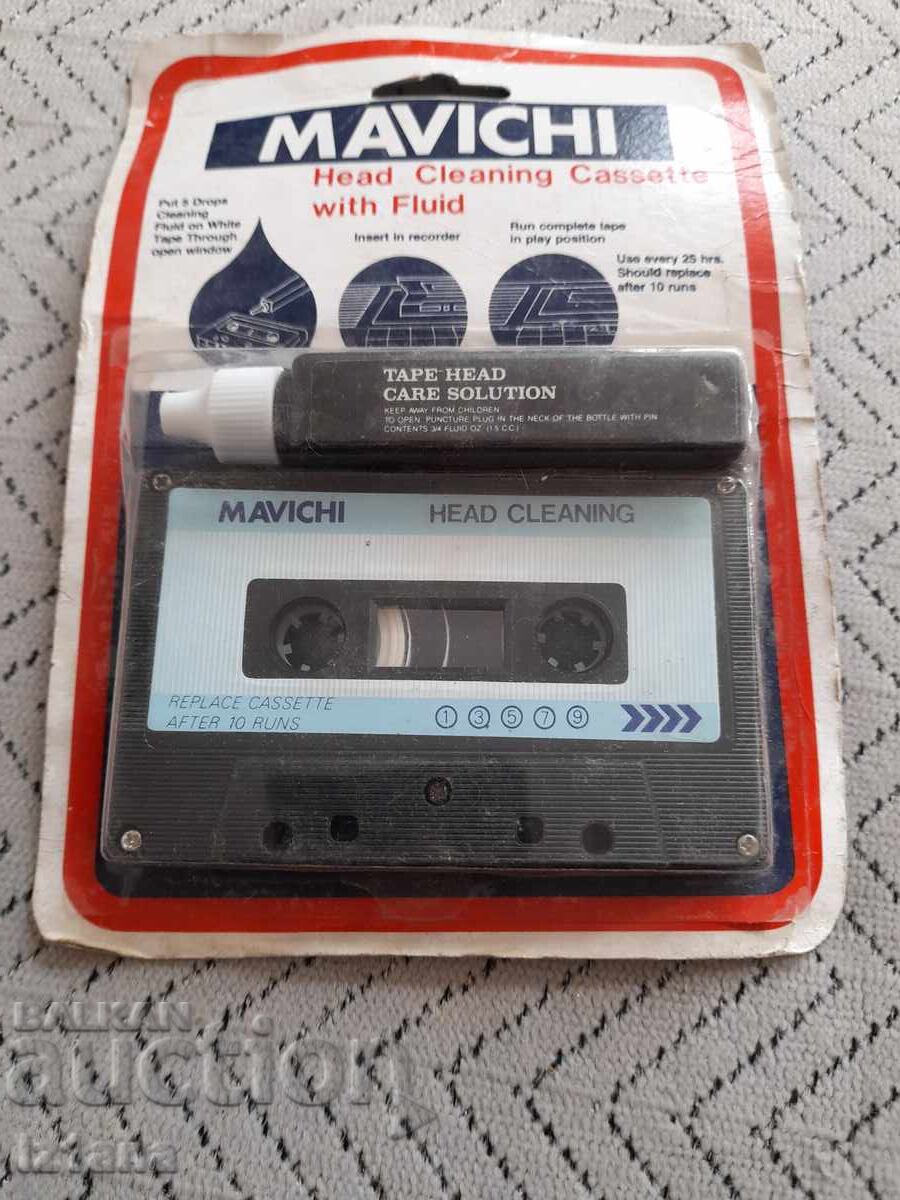 MAVICHI
Head Cleaning Cassette
with Fluid
Put 5 Drops
Cleaning
Fluid on White
Tape Through
open window
Insert in recorder
Run complete tape
in play position
Use every 25 hrs.
Should replace
after 10 runs
TAPE HEAD
CARE SOLUTION
KEEP AWAY FROM CHILDREN
TO OPEN PUNCTURE PLUG IN THE NECK OF THE BOTTLE WITH PIN
CONTENTS 3/4 FLUID OZ (15 CC)
MAVICHI HEAD CLEANING
REPLACE CASSETTE
AFTER 10 RUNS
1 3 5 7 9
BALKAN
auction
iziana